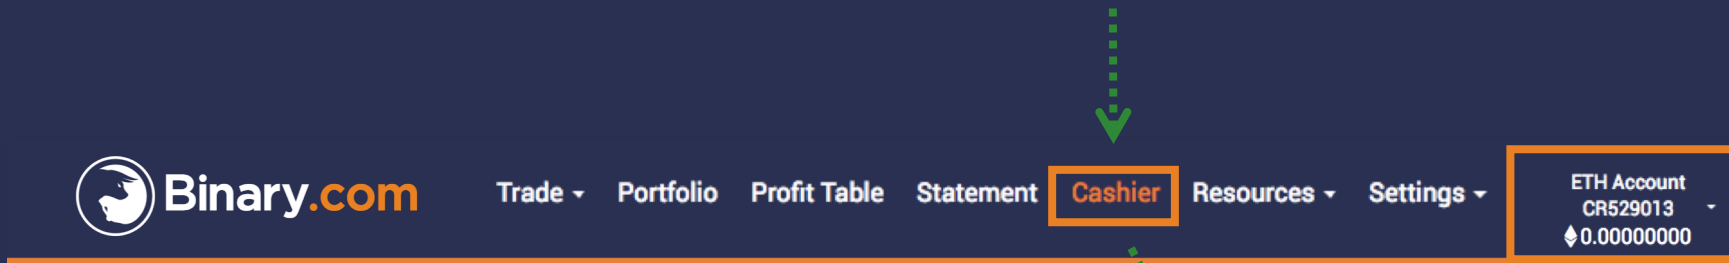 Binary.com Trade Portfolio Profit Table Statement Cashier Resources Settings
ETH Account
CR529013
0.00000000